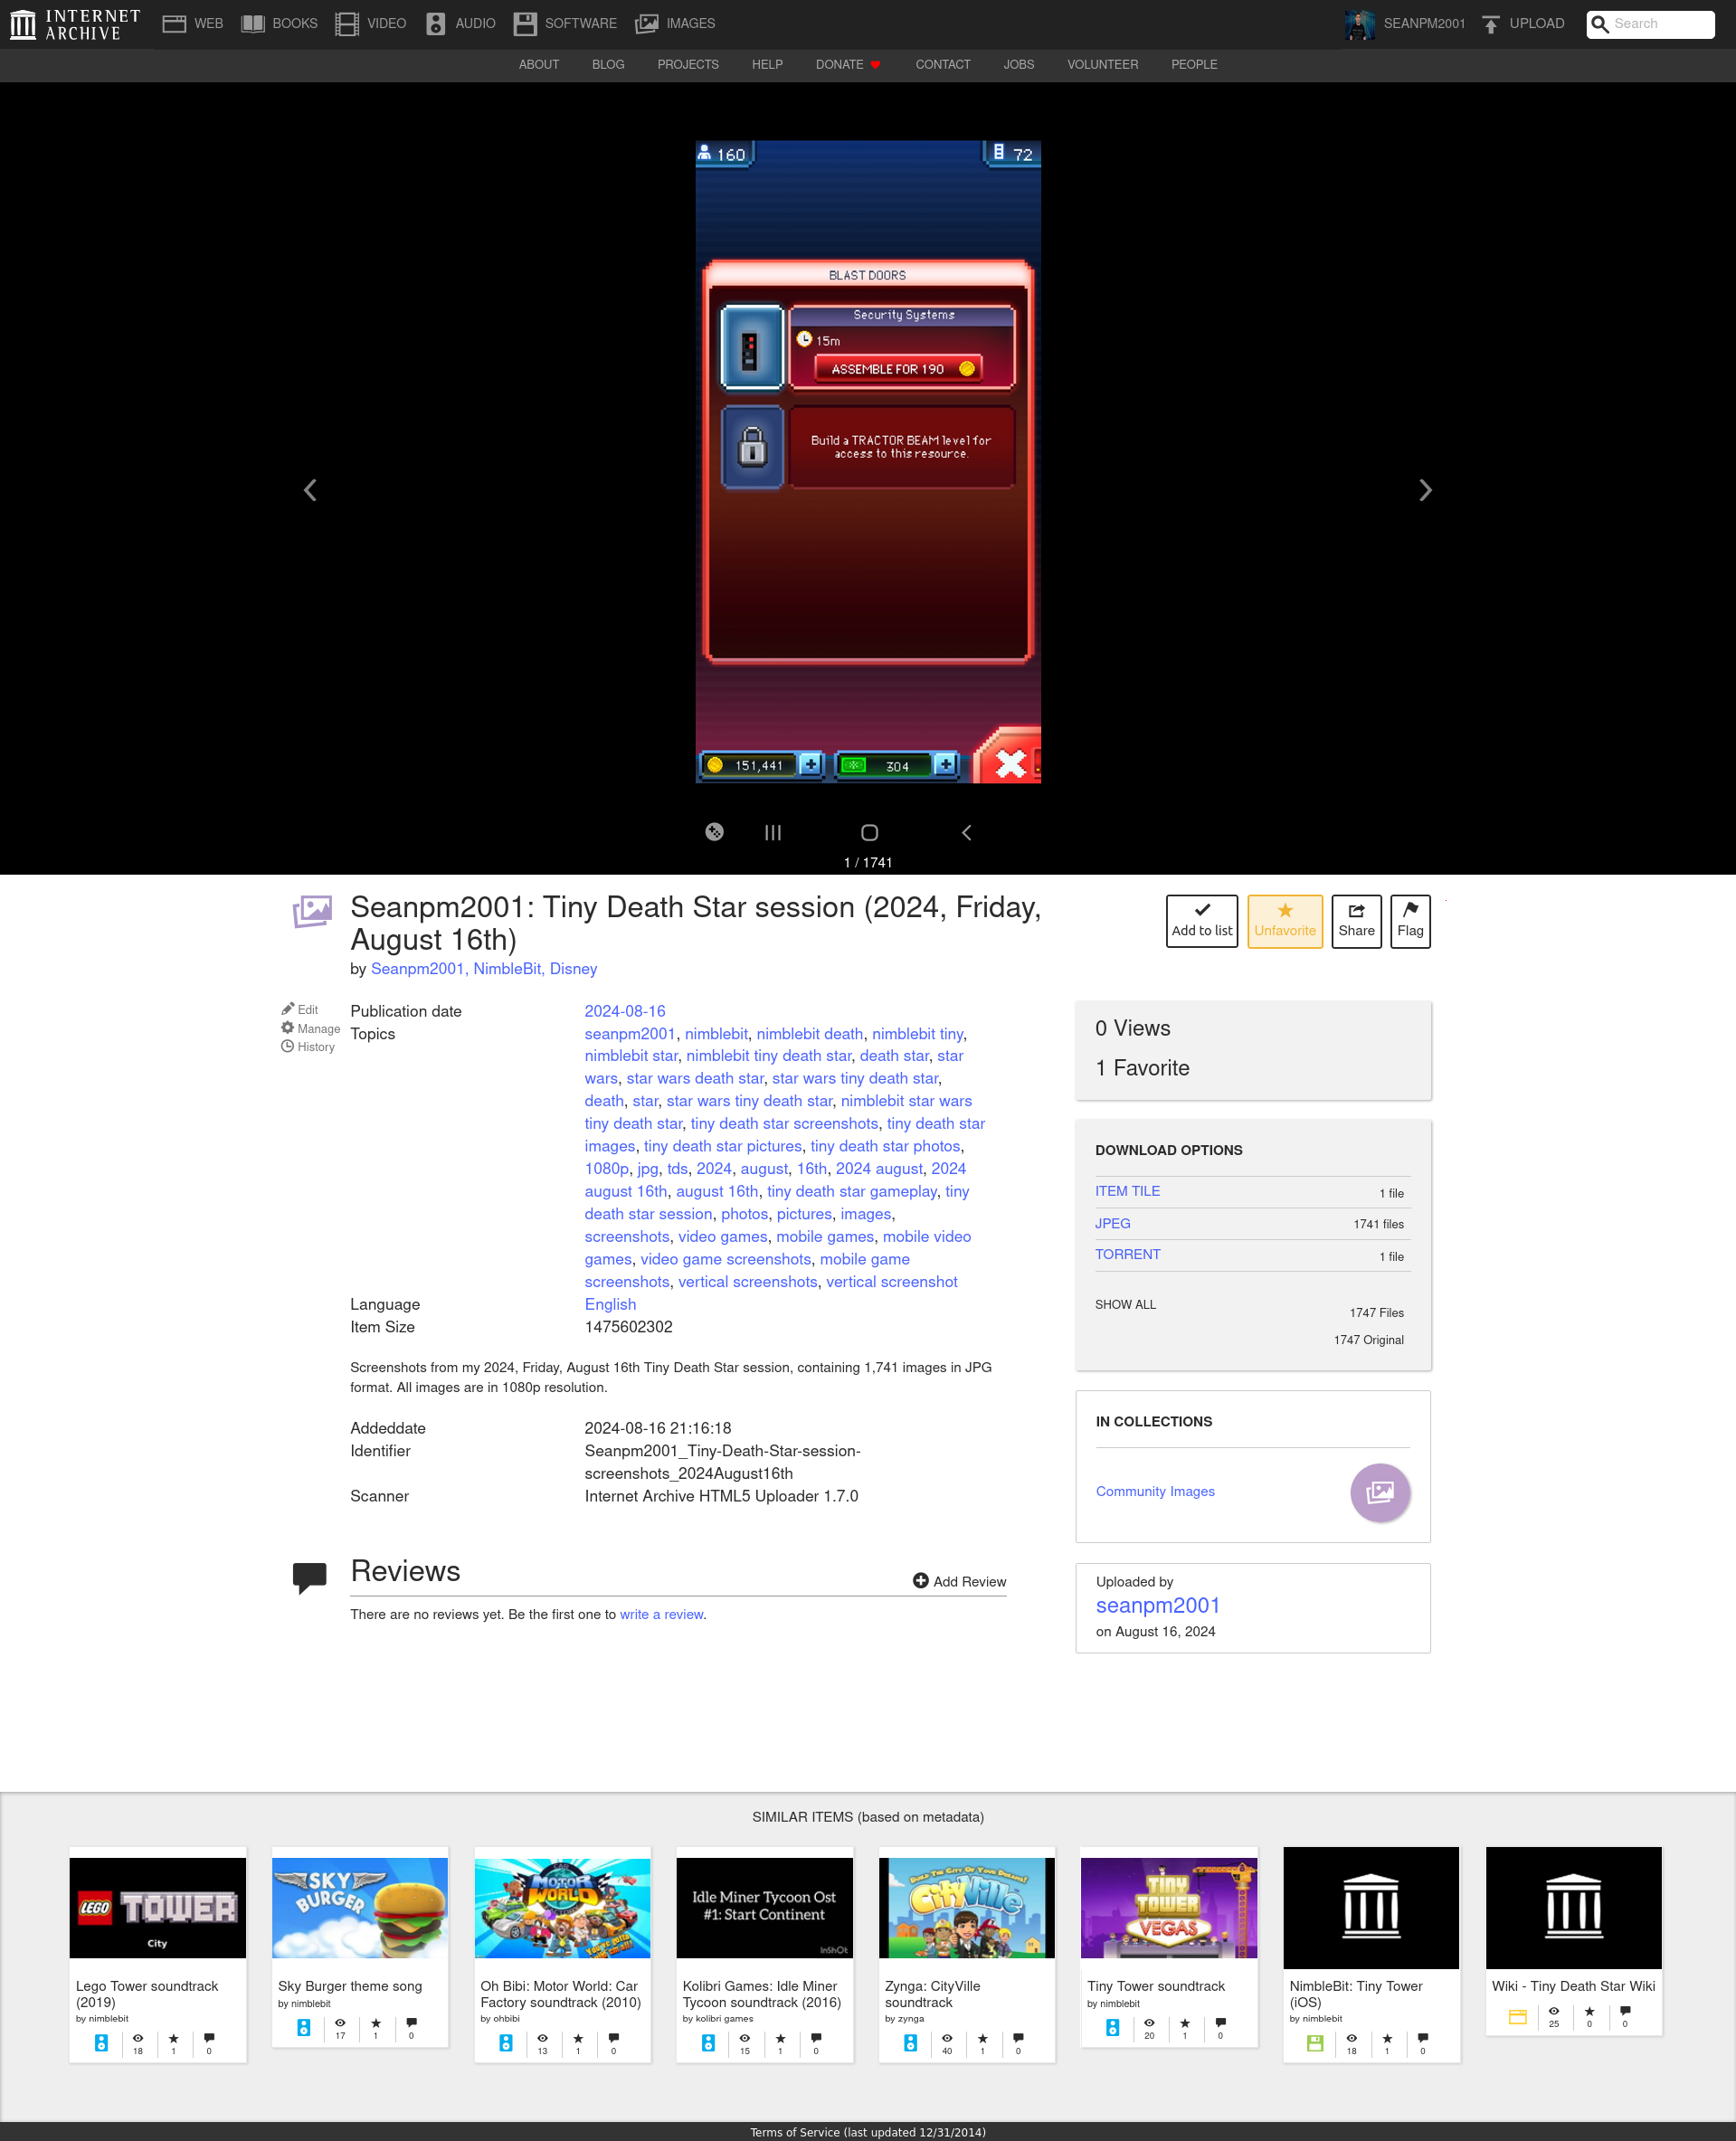 INTERNET ARCHIVE WEB BOOKS VIDEO AUDIO SOFTWARE IMAGES SEANPM2001 UPLOAD Search
ABOUT BLOG PROJECTS HELP DONATE CONTACT JOBS VOLUNTEER PEOPLE
160 72
BLAST DOORS
Security Systems
15m
ASSEMBLE FOR 190
Build a TRACTOR BEAM level for
access to this resource.
151,441 304
1 / 1741
Seanpm2001: Tiny Death Star session (2024, Friday,
August 16th)
by Seanpm2001, NimbleBit, Disney
Add to list Unfavorite Share Flag
Edit
Manage
History
Publication date 2024-08-16
Topics seanpm2001, nimblebit, nimblebit death, nimblebit tiny,
nimblebit star, nimblebit tiny death star, death star, star
wars, star wars death star, star wars tiny death star,
death, star, star wars tiny death star, nimblebit star wars
tiny death star, tiny death star screenshots, tiny death star
images, tiny death star pictures, tiny death star photos,
1080p, jpg, tds, 2024, august, 16th, 2024 august, 2024
august 16th, august 16th, tiny death star gameplay, tiny
death star session, photos, pictures, images,
screenshots, video games, mobile games, mobile video
games, video game screenshots, mobile game
screenshots, vertical screenshots, vertical screenshot
Language English
Item Size 1475602302
Screenshots from my 2024, Friday, August 16th Tiny Death Star session, containing 1,741 images in JPG
format. All images are in 1080p resolution.
Addeddate 2024-08-16 21:16:18
Identifier Seanpm2001_Tiny-Death-Star-session-
screenshots_2024August16th
Scanner Internet Archive HTML5 Uploader 1.7.0
Reviews
Add Review
There are no reviews yet. Be the first one to write a review.
0 Views
1 Favorite
DOWNLOAD OPTIONS
ITEM TILE 1 file
JPEG 1741 files
TORRENT 1 file
SHOW ALL 1747 Files
1747 Original
IN COLLECTIONS
Community Images
Uploaded by
seanpm2001
on August 16, 2024
SIMILAR ITEMS (based on metadata)
LEGO TOWER
City
Lego Tower soundtrack
(2019)
by nimblebit
18 1 0
SKY
BURGER
Sky Burger theme song
by nimblebit
17 1 0
MOTOR
WORLD
Oh Bibi: Motor World: Car
Factory soundtrack (2010)
by ohbibi
13 1 0
Idle Miner Tycoon Ost
#1: Start Continent
InShOt
Kolibri Games: Idle Miner
Tycoon soundtrack (2016)
by kolibri games
15 1 0
Build The City Of Your Dreams!
CityVille
Zynga: CityVille
soundtrack
by zynga
40 1 0
TINY
TOWER
VEGAS
Tiny Tower soundtrack
by nimblebit
20 1 0
NimbleBit: Tiny Tower
(iOS)
by nimblebit
18 1 0
Wiki - Tiny Death Star Wiki
25 0 0
Terms of Service (last updated 12/31/2014)